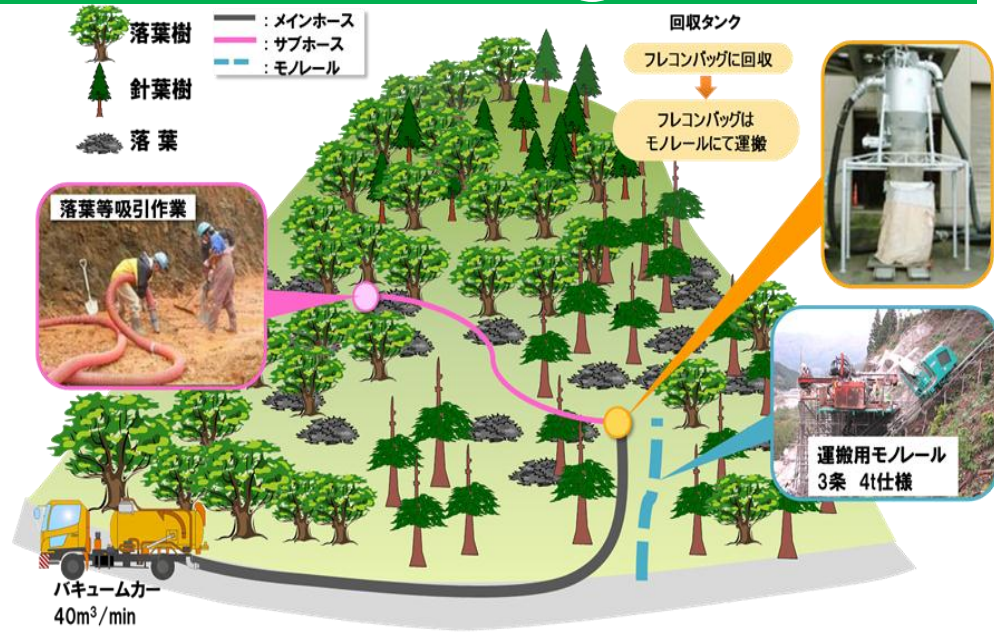 落葉樹
針葉樹
落 葉
：メインホース
：サブホース
：モノレール
回収タンク
フレコンバッグに回収
フレコンバッグは
モノレールにて運搬
落葉等吸引作業
運搬用モノレール
3条 4t仕様
バキュームカー
40m³/min